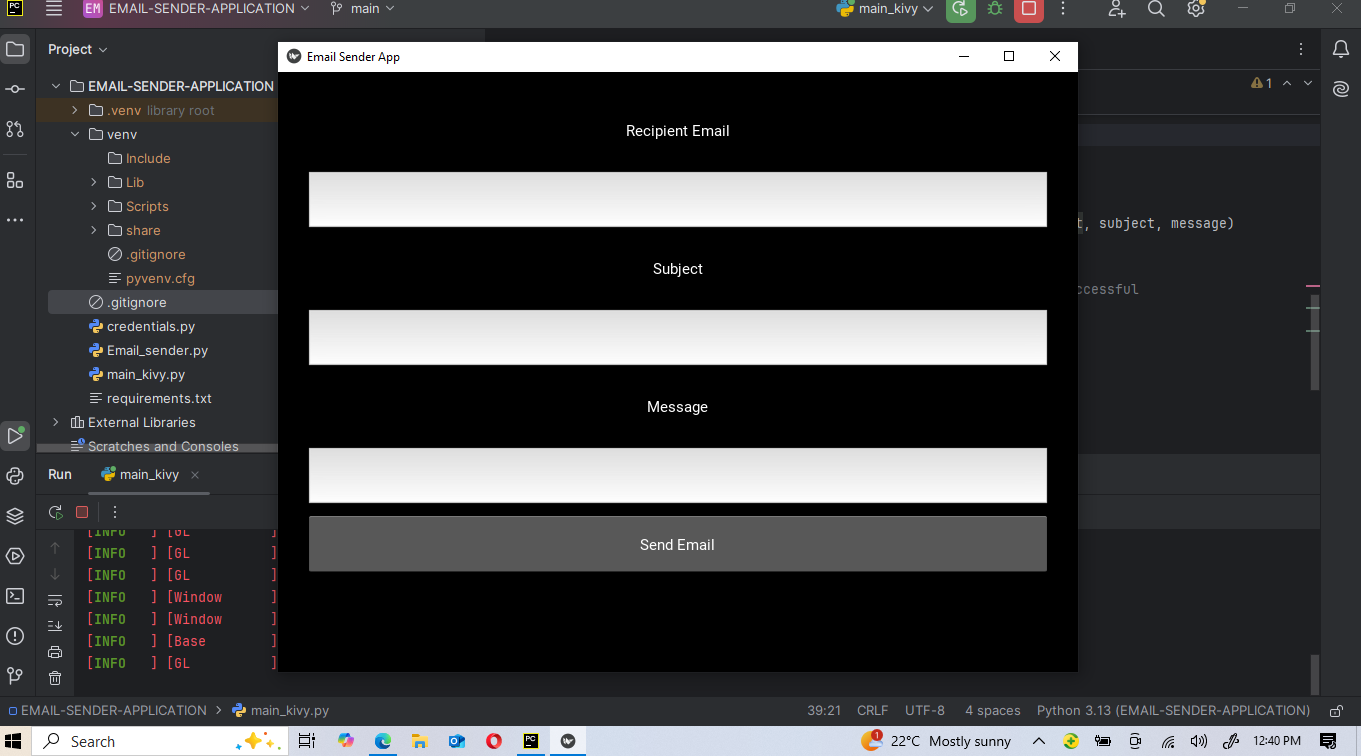 PC
EM EMAIL-SENDER-APPLICATION
main
main_kivy
Project
EMAIL-SENDER-APPLICATION
.venv library root
venv
Include
Lib
Scripts
share
.gitignore
pyvenv.cfg
.gitignore
credentials.py
Email_sender.py
main_kivy.py
requirements.txt
External Libraries
Scratches and Consoles
Email Sender App
Recipient Email
Subject
Message
Send Email
1
, subject, message)
ccessful
Run main_kivy
[INFO ] [GL ]
[INFO ] [GL ]
[INFO ] [GL ]
[INFO ] [Window ]
[INFO ] [Window ]
[INFO ] [Base ]
[INFO ] [GL ]
EMAIL-SENDER-APPLICATION > main_kivy.py
39:21 CRLF UTF-8 4 spaces Python 3.13 (EMAIL-SENDER-APPLICATION)
Search
PC
1
22°C Mostly sunny
12:40 PM